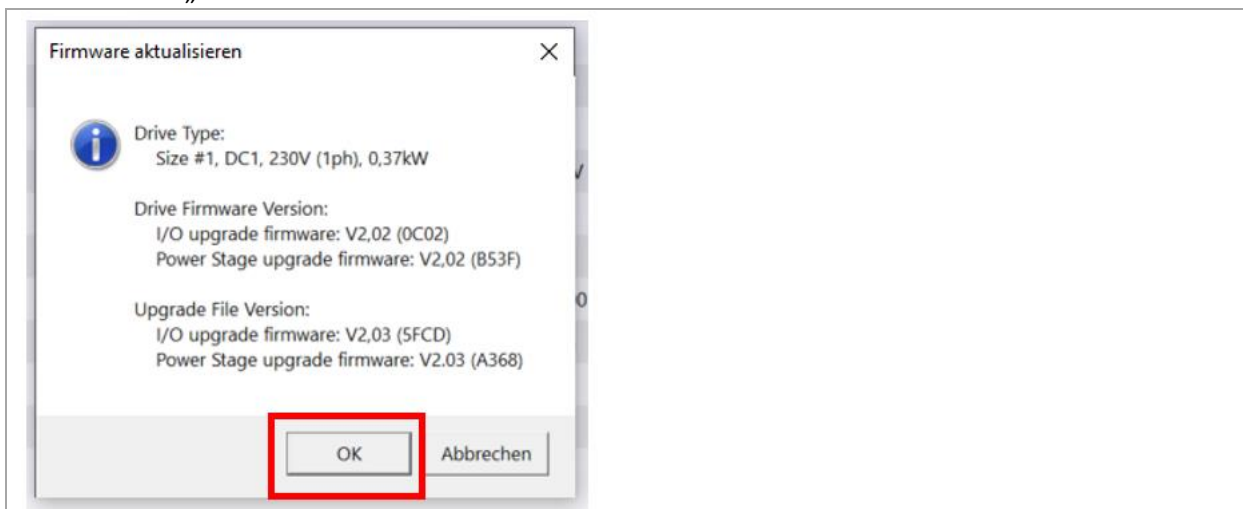 „
Firmware aktualisieren
Drive Type:
Size #1, DC1, 230V (1ph), 0,37kW
Drive Firmware Version:
I/O upgrade firmware: V2,02 (0C02)
Power Stage upgrade firmware: V2,02 (B53F)
Upgrade File Version:
I/O upgrade firmware: V2,03 (5FCD)
Power Stage upgrade firmware: V2.03 (A368)
OK
Abbrechen